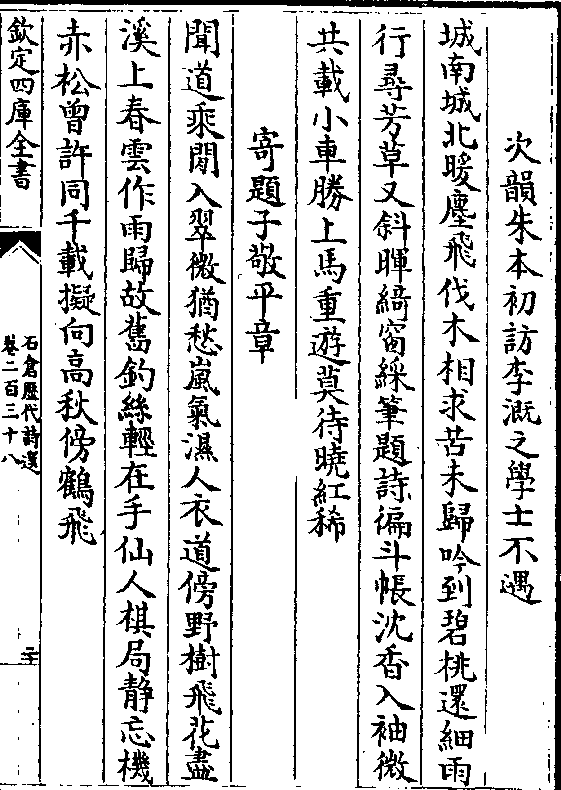 次韻朱本初訪李溉之學士不遇
城南城北暖塵飛伐木相求苦未歸吟到碧桃還細雨
行尋芳草又斜暉綺窗綵筆題詩徧斗帳沈香入袖微
共載小車勝上馬重遊莫待曉紅稀
寄題子敬平章
聞道乘閒入翠微猶愁嵐氣濕人衣道傍野樹飛花盡
溪上春雲作雨歸故舊釣絲輕在手仙人棋局靜忘機
赤松曾許同千載擬向高秋傍鶴飛
欽定四庫全書
石倉歷代詩選
卷二百三十八
二十